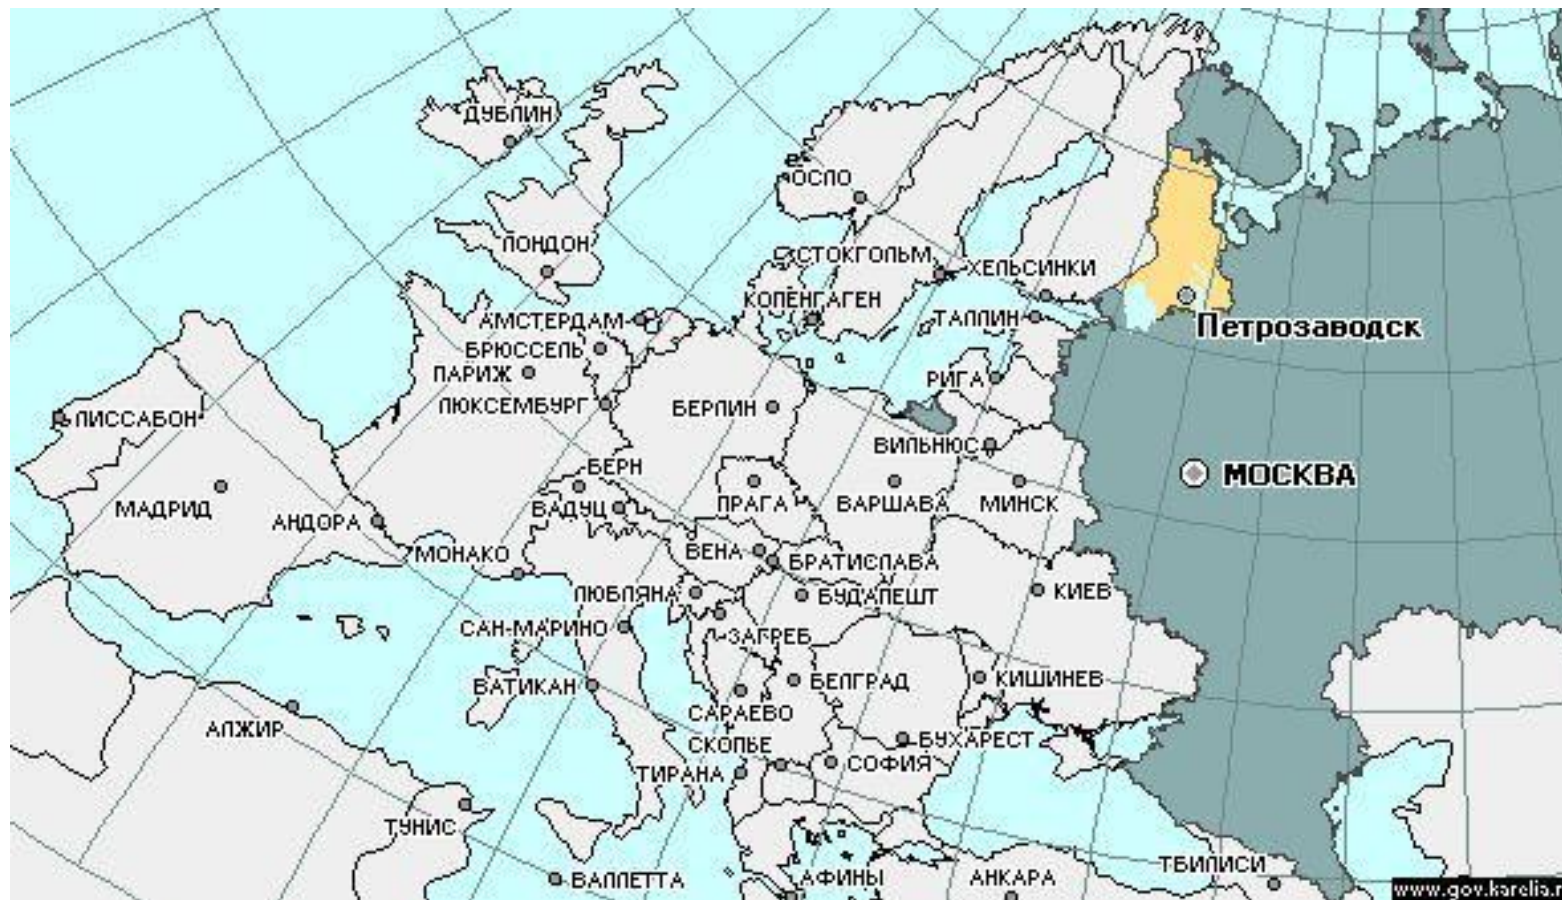 ДУБЛИН
ОСЛО
ЛОНДОН
СТОКГОЛЬМ
ХЕЛЬСИНКИ
КОПЕНГАГЕН
АМСТЕРДАМ
ТАЛЛИН
Петрозаводск
БРЮССЕЛЬ
ПАРИЖ
РИГА
ЛЮКСЕМБУРГ
БЕРЛИН
ЛИССАБОН
ВИЛЬНЮС
БЕРН
МОСКВА
МАДРИД
АНДОРА
ВАДУЦ
ПРАГА
ВАРШАВА
МИНСК
МОНАКО
ВЕНА
БРАТИСЛАВА
ЛЮБЛЯНА
БУДАПЕШТ
КИЕВ
САН-МАРИНО
ЗАГРЕБ
ВАТИКАН
БЕЛГРАД
КИШИНЕВ
САРАЕВО
АЛЖИР
СКОПЬЕ
БУХАРЕСТ
ТИРАНА
СОФИЯ
ТУНИС
ТБИЛИСИ
ВАЛЛЕТТА
АФИНЫ
АНКАРА
www.gov.karelia.r